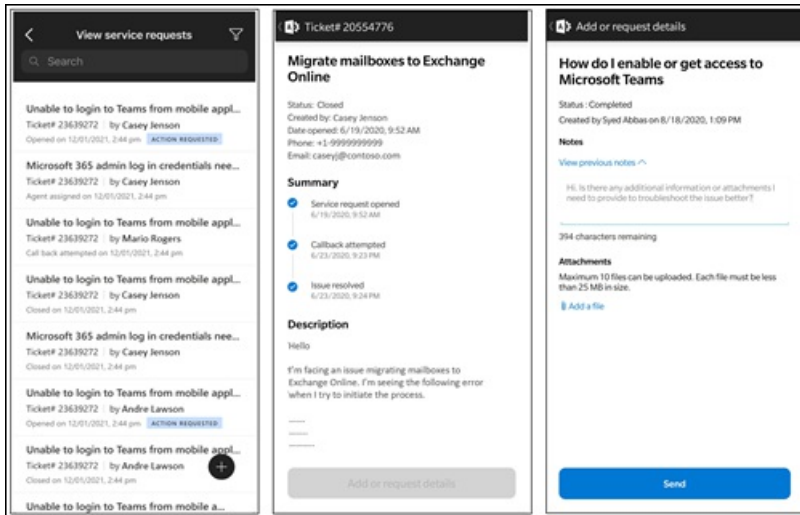 View service requests
Search
Unable to login to Teams from mobile appl...
Ticket# 23639272 | by Casey Jenson
Opened on 12/01/2021, 2:44 pm ACTION REQUESTED
Microsoft 365 admin log in credentials nee...
Ticket# 23639272 | by Casey Jenson
Agent assigned on 12/01/2021, 2:44 pm
Unable to login to Teams from mobile appl...
Ticket# 23639272 | by Mario Rogers
Call back attempted on 12/01/2021, 2:44 pm
Unable to login to Teams from mobile appl...
Ticket# 23639272 | by Casey Jenson
Closed on 12/01/2021, 2:44 pm
Microsoft 365 admin log in credentials nee...
Ticket# 23639272 | by Casey Jenson
Closed on 12/01/2021, 2:44 pm
Unable to login to Teams from mobile appl...
Ticket# 23639272 | by Andre Lawson
Opened on 12/01/2021, 2:44 pm ACTION REQUESTED
Unable to login to Teams from mobile appl...
Ticket# 23639272 | by Andre Lawson
Closed on 12/01/2021, 2:44 pm
Unable to login to Teams from mobile a...
Ticket# 20554776
Migrate mailboxes to Exchange
Online
Status: Closed
Created by: Casey Jenson
Date opened: 6/19/2020, 9:52 AM
Phone: +1-9999999999
Email: caseyj@contoso.com
Summary
Service request opened
6/19/2020, 9:52 AM
Callback attempted
6/23/2020, 9:23 PM
Issue resolved
6/23/2020, 9:24 PM
Description
Hello
I'm facing an issue migrating mailboxes to
Exchange Online. I'm seeing the following error
when I try to initiate the process.
Add or request details
Add or request details
How do I enable or get access to
Microsoft Teams
Status : Completed
Created by Syed Abbas on 8/18/2020, 1:09 PM
Notes
View previous notes
Hi. Is there any additional information or attachments I
need to provide to troubleshoot the issue better?
394 characters remaining
Attachments
Maximum 10 files can be uploaded. Each file must be less
than 25 MB in size.
Add a file
Send